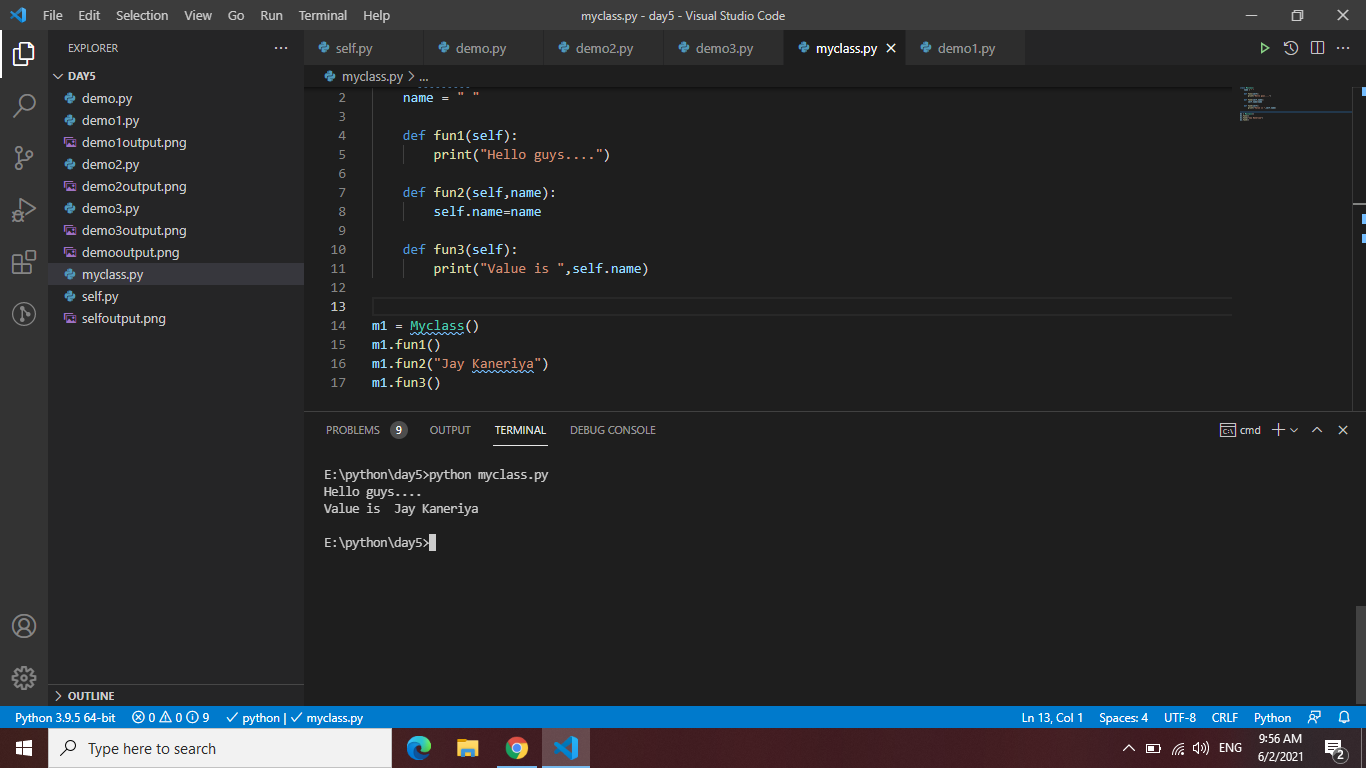 File Edit Selection View Go Run Terminal Help
myclass.py - day5 - Visual Studio Code
EXPLORER
DAY5
demo.py
demo1.py
demo1output.png
demo2.py
demo2output.png
demo3.py
demo3output.png
demooutput.png
myclass.py
self.py
selfoutput.png
OUTLINE
self.py demo.py demo2.py demo3.py myclass.py demo1.py
myclass.py > ...
2 name = " "
3
4 def fun1(self):
5 print("Hello guys....")
6
7 def fun2(self,name):
8 self.name=name
9
10 def fun3(self):
11 print("Value is ",self.name)
12
13
14 m1 = Myclass()
15 m1.fun1()
16 m1.fun2("Jay Kaneriya")
17 m1.fun3()
PROBLEMS 9 OUTPUT TERMINAL DEBUG CONSOLE
cmd
E:\python\day5>python myclass.py
Hello guys....
Value is  Jay Kaneriya
E:\python\day5>
Python 3.9.5 64-bit 0 0 9 python | myclass.py
Ln 13, Col 1 Spaces: 4 UTF-8 CRLF Python
Type here to search
ENG
9:56 AM
6/2/2021
2